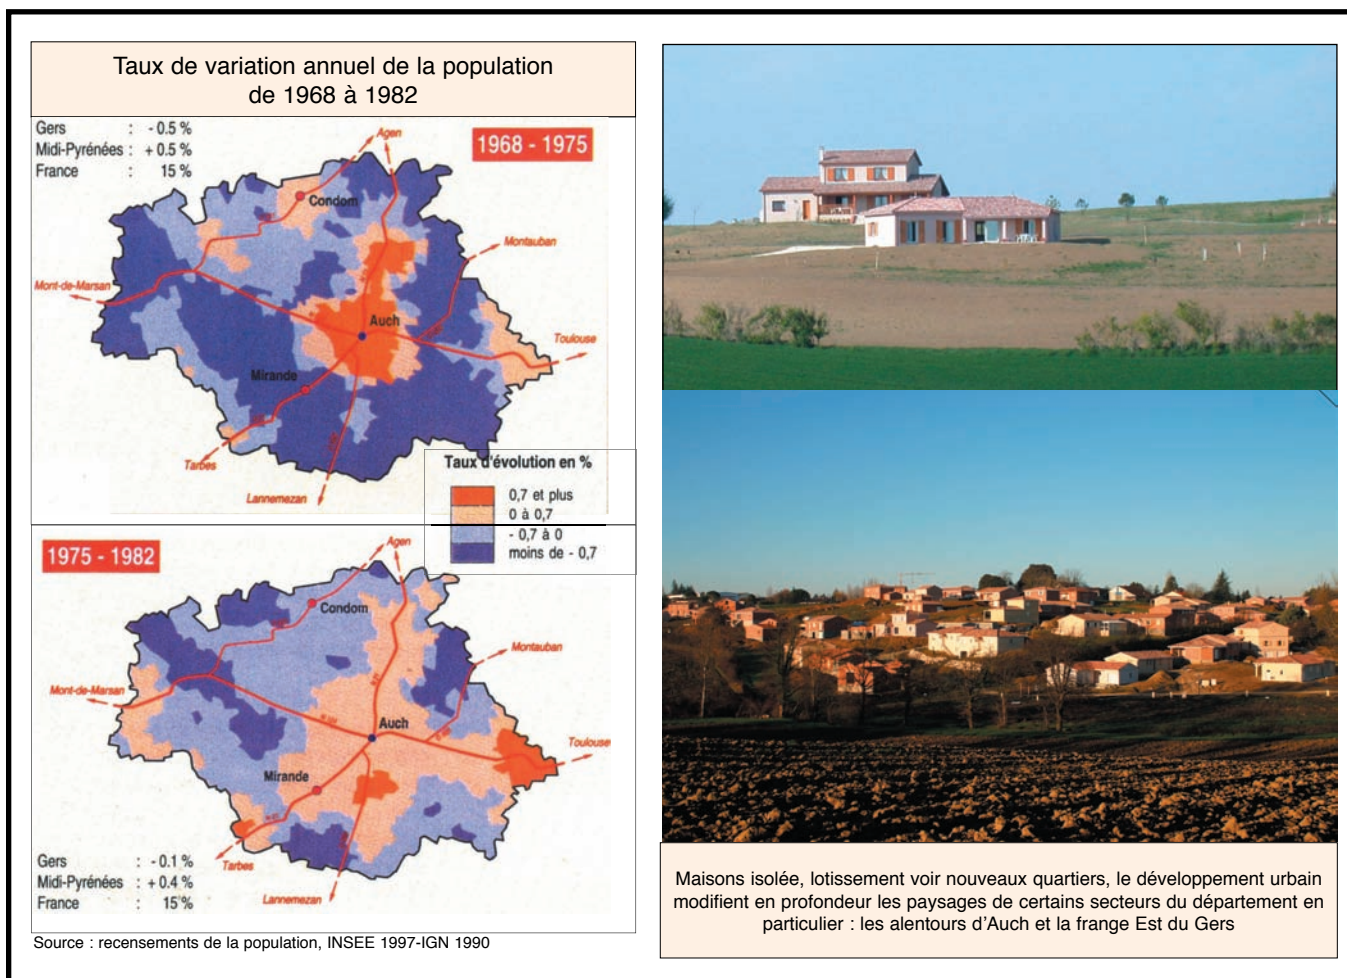 Taux de variation annuel de la population
de 1968 à 1982
Gers : - 0.5 %
Midi-Pyrénées : + 0.5 %
France : 15 %
1968 - 1975
Agen
Condom
Montauban
Mont-de-Marsan
Auch
Toulouse
Mirande
Tarbes
Lannemezan
Taux d'évolution en %
0,7 et plus
0 à 0,7
- 0,7 à 0
moins de - 0,7
1975 - 1982
Agen
Condom
Montauban
Mont-de-Marsan
Auch
Toulouse
Mirande
Tarbes
Lannemezan
Gers : - 0.1 %
Midi-Pyrénées : + 0.4 %
France : 15 %
Source : recensements de la population, INSEE 1997-IGN 1990
Maisons isolée, lotissement voir nouveaux quartiers, le développement urbain
modifient en profondeur les paysages de certains secteurs du département en
particulier : les alentours d'Auch et la frange Est du Gers